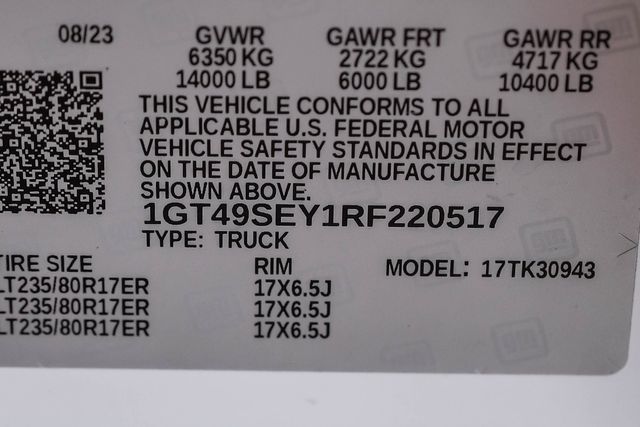 08/23 GVWR GAWR FRT GAWR RR
6350 KG 2722 KG 4717 KG
14000 LB 6000 LB 10400 LB
THIS VEHICLE CONFORMS TO ALL
APPLICABLE U.S. FEDERAL MOTOR
VEHICLE SAFETY STANDARDS IN EFFECT
ON THE DATE OF MANUFACTURE
SHOWN ABOVE.
1GT49SEY1RF220517
TYPE: TRUCK
TIRE SIZE RIM MODEL: 17TK30943
LT235/80R17ER 17X6.5J
LT235/80R17ER 17X6.5J
LT235/80R17ER 17X6.5J